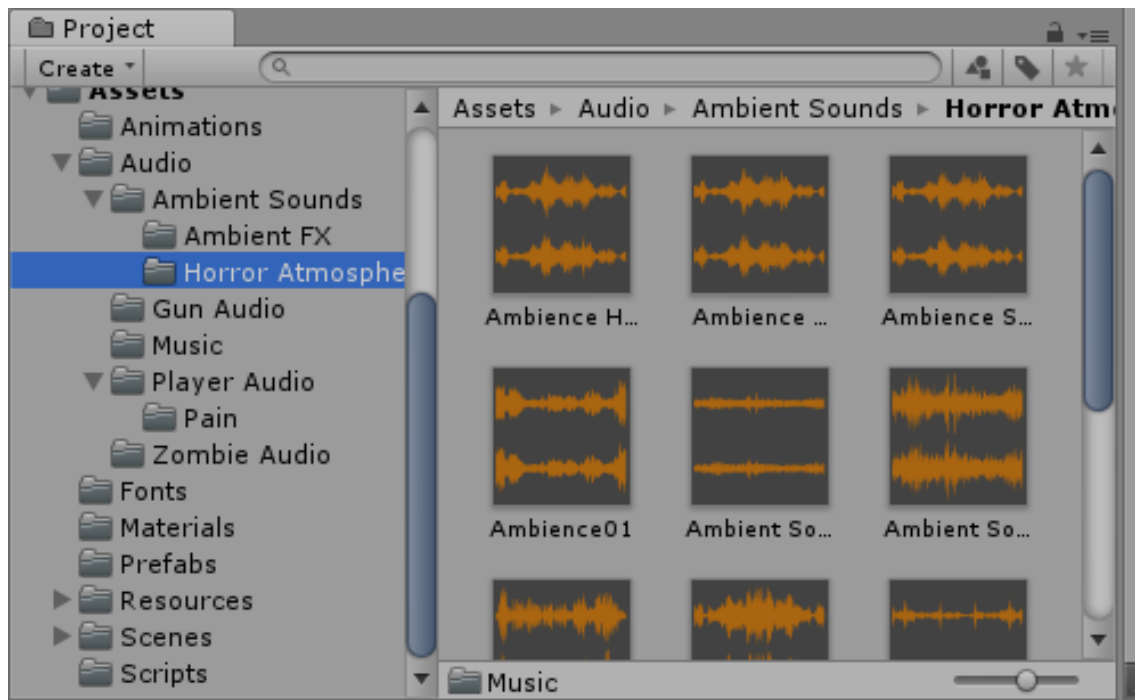 Project
Create
Assets
Animations
Audio
Ambient Sounds
Ambient FX
Horror Atmosphe
Gun Audio
Music
Player Audio
Pain
Zombie Audio
Fonts
Materials
Prefabs
Resources
Scenes
Scripts
Assets ▸ Audio ▸ Ambient Sounds ▸ Horror Atm
Ambience H... Ambience ... Ambience S...
Ambience01 Ambient So... Ambient So...
Music